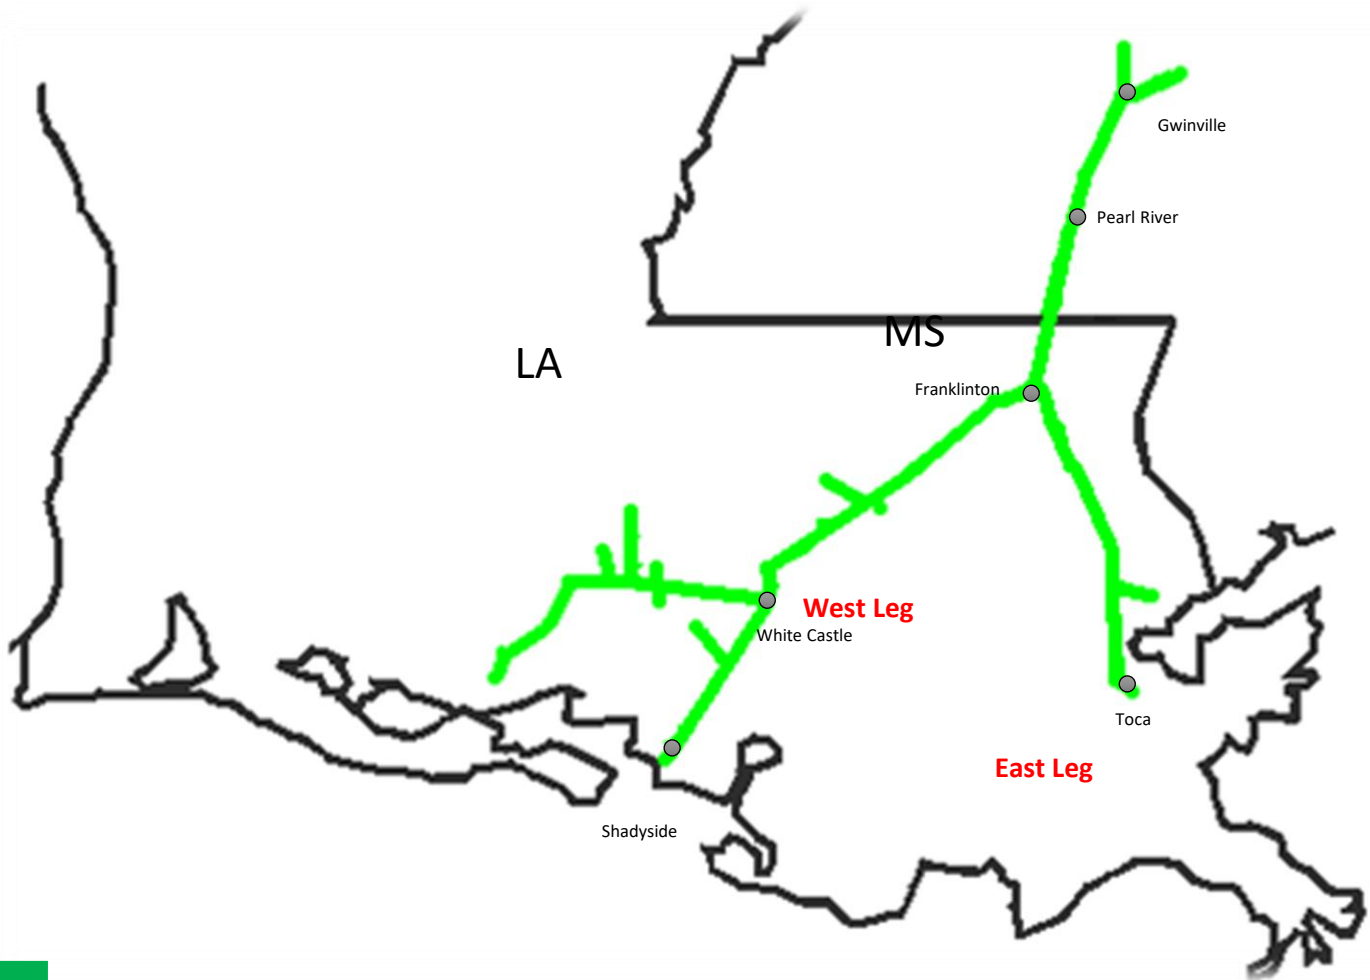 Gwinville
Pearl River
MS
LA
Franklinton
West Leg
White Castle
Toca
East Leg
Shadyside